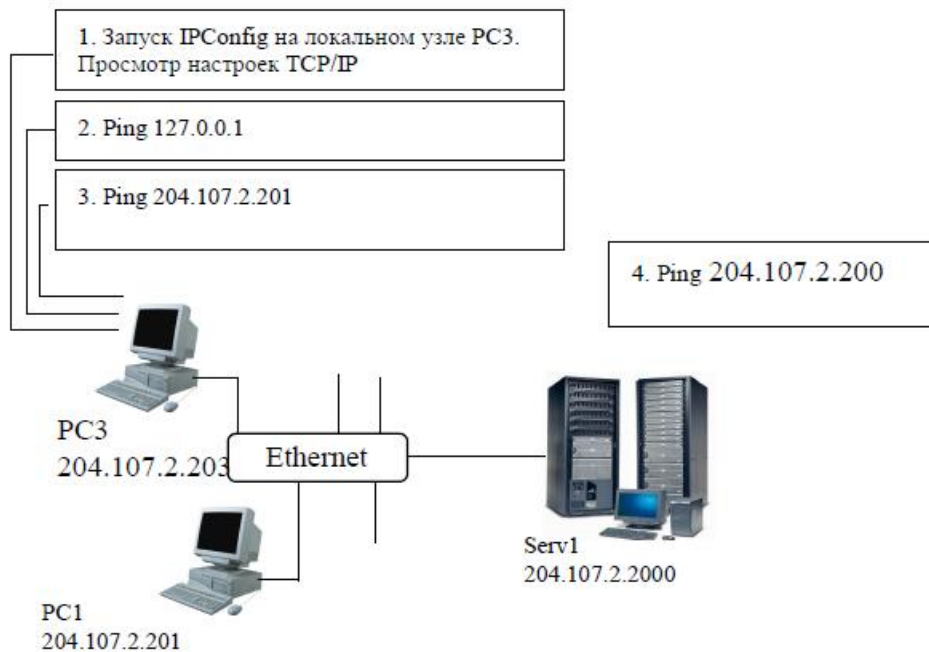 1. Запуск IPConfig на локальном узле PC3.
Просмотр настроек TCP/IP
2. Ping 127.0.0.1
3. Ping 204.107.2.201
4. Ping 204.107.2.200
PC3
204.107.2.203
Ethernet
Serv1
204.107.2.2000
PC1
204.107.2.201